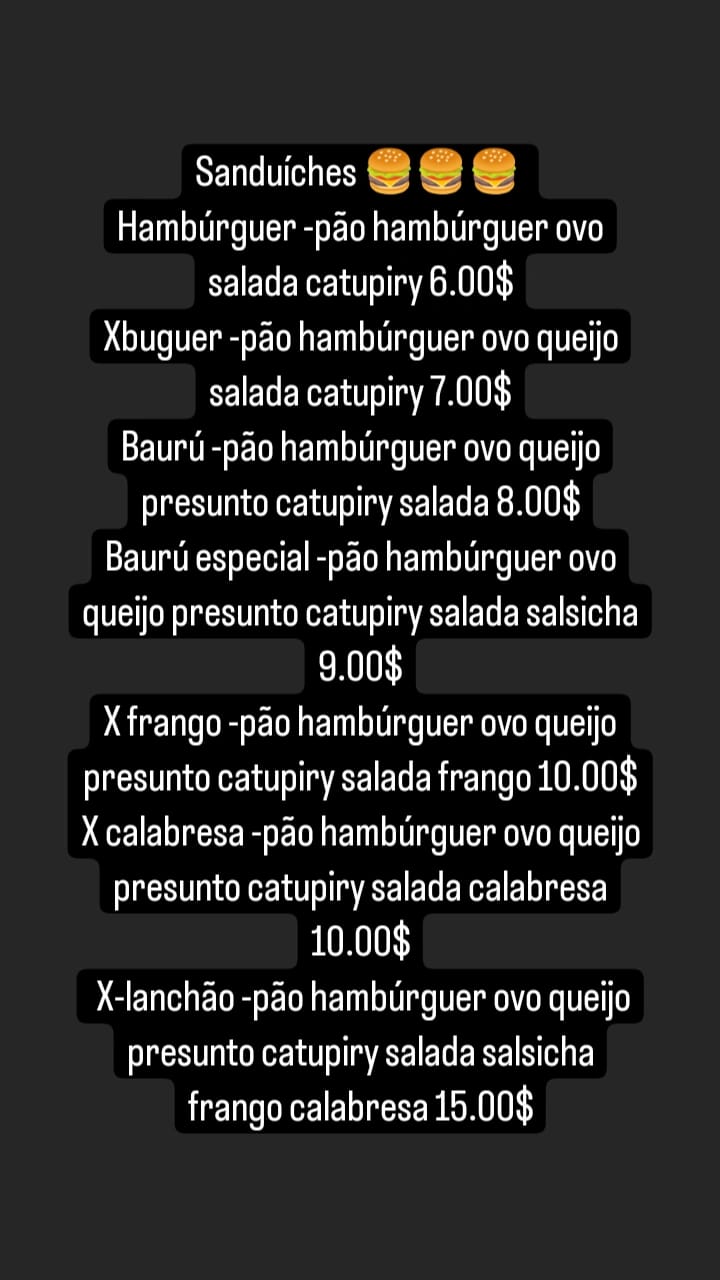 Sanduíches 🍔🍔🍔
Hambúrguer -pão hambúrguer ovo
salada catupiry 6.00$
Xbuguer -pão hambúrguer ovo queijo
salada catupiry 7.00$
Baurú -pão hambúrguer ovo queijo
presunto catupiry salada 8.00$
Baurú especial -pão hambúrguer ovo
queijo presunto catupiry salada salsicha
9.00$
X frango -pão hambúrguer ovo queijo
presunto catupiry salada frango 10.00$
X calabresa -pão hambúrguer ovo queijo
presunto catupiry salada calabresa
10.00$
X-lanchão -pão hambúrguer ovo queijo
presunto catupiry salada salsicha
frango calabresa 15.00$